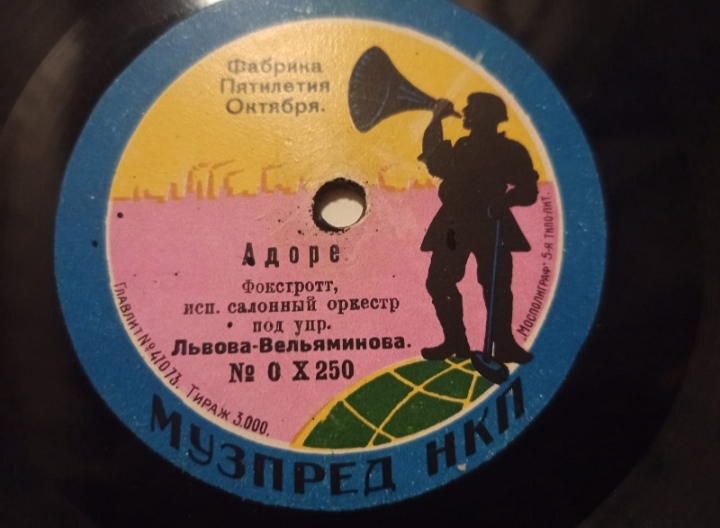 Фабрика
Пятилетия
Октября.
Адоре
Фокстротт,
исп. салонный оркестр
под упр.
Львова-Вельяминова.
№ 0 Х 250
Главлит № 41073. Тираж 3.000.
„Мосполиграф" 5-я типо-лит.
МУЗПРЕД НКП